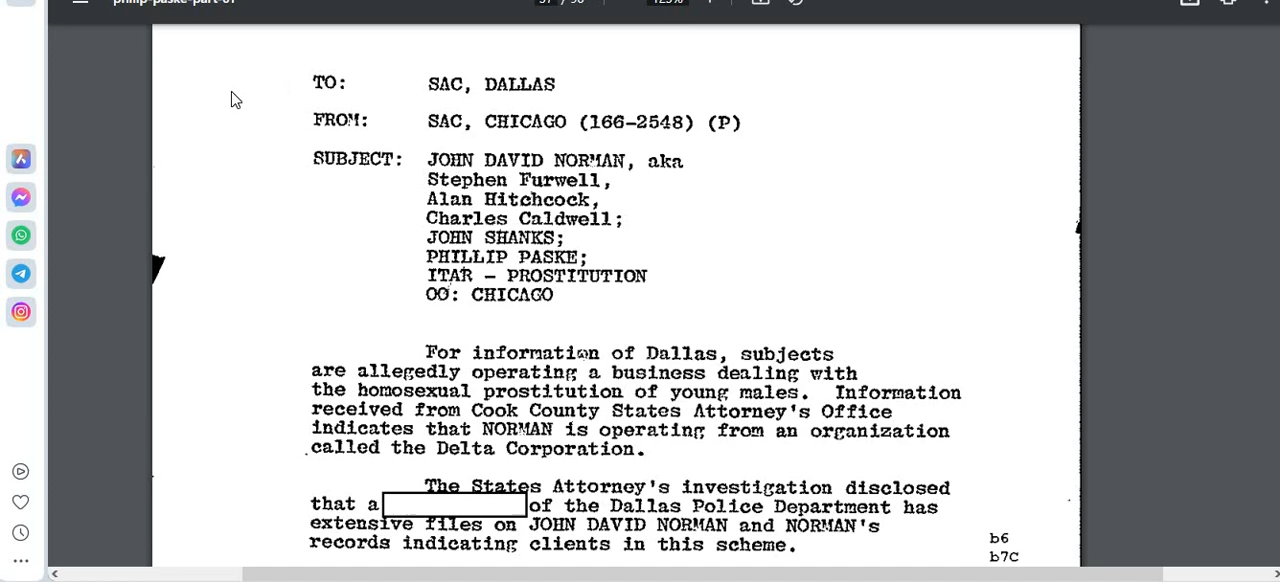 TO: SAC, DALLAS
FROM: SAC, CHICAGO (166-2548) (P)
SUBJECT: JOHN DAVID NORMAN, aka
Stephen Furwell,
Alan Hitchcock,
Charles Caldwell;
JOHN SHANKS;
PHILLIP PASKE;
ITAR - PROSTITUTION
OO: CHICAGO
For information of Dallas, subjects
are allegedly operating a business dealing with
the homosexual prostitution of young males. Information
received from Cook County States Attorney's Office
indicates that NORMAN is operating from an organization
called the Delta Corporation.
The States Attorney's investigation disclosed
that a of the Dallas Police Department has
extensive files on JOHN DAVID NORMAN and NORMAN's
records indicating clients in this scheme.
b6
b7C